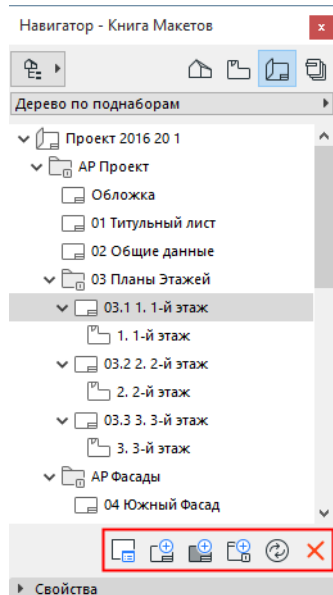 Навигатор - Книга Макетов
Дерево по поднаборам
Проект 2016 20 1
АР Проект
Обложка
01 Титульный лист
02 Общие данные
03 Планы Этажей
03.1 1. 1-й этаж
1. 1-й этаж
03.2 2. 2-й этаж
2. 2-й этаж
03.3 3. 3-й этаж
3. 3-й этаж
АР Фасады
04 Южный Фасад
Свойства